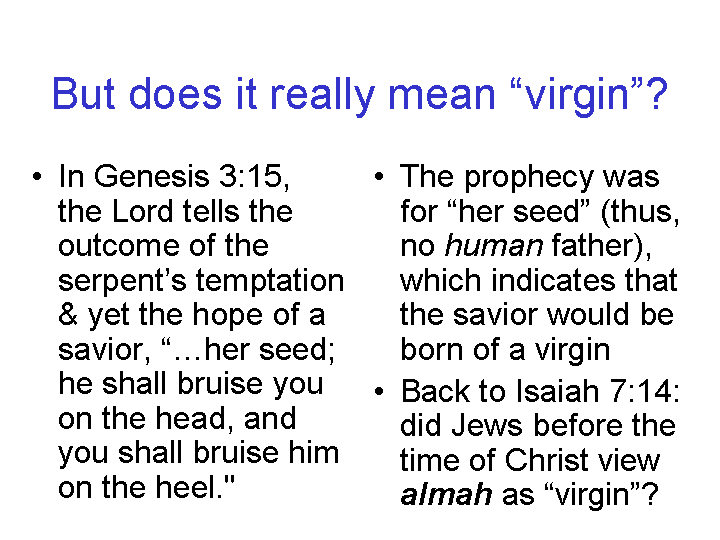 But does it really mean “virgin”?
• In Genesis 3:15,
the Lord tells the
outcome of the
serpent’s temptation
& yet the hope of a
savior, “…her seed;
he shall bruise you
on the head, and
you shall bruise him
on the heel."
• The prophecy was
for “her seed” (thus,
no human father),
which indicates that
the savior would be
born of a virgin
• Back to Isaiah 7:14:
did Jews before the
time of Christ view
almah as “virgin”?